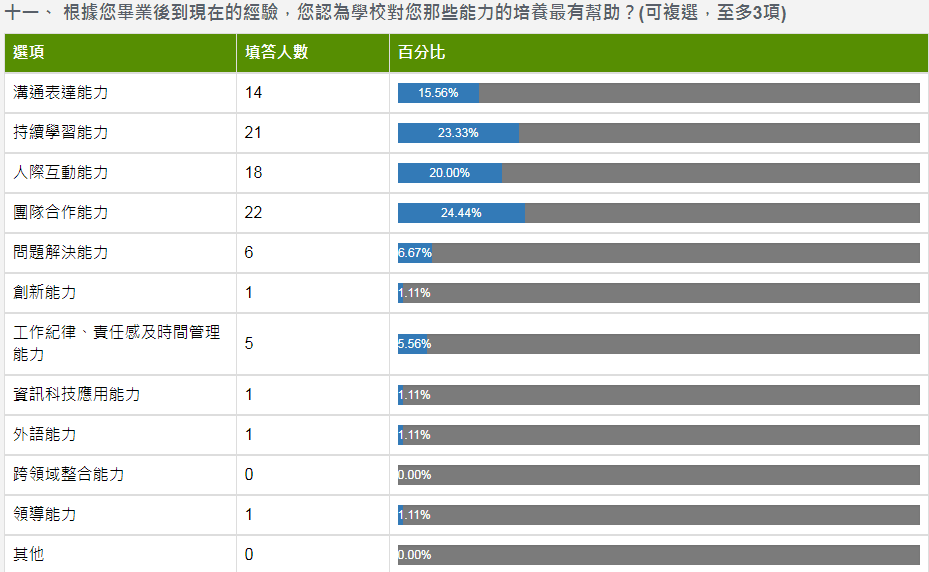 十一、 根據您畢業後到現在的經驗，您認為學校對您那些能力的培養最有幫助？(可複選，至多3項)
選項 填答人數 百分比
溝通表達能力 14 15.56%
持續學習能力 21 23.33%
人際互動能力 18 20.00%
團隊合作能力 22 24.44%
問題解決能力 6 6.67%
創新能力 1 1.11%
工作紀律、責任感及時間管理
能力 5 5.56%
資訊科技應用能力 1 1.11%
外語能力 1 1.11%
跨領域整合能力 0 0.00%
領導能力 1 1.11%
其他 0 0.00%